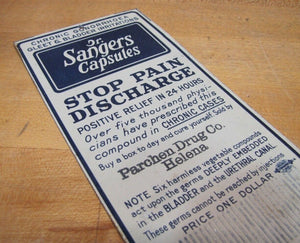 CHRONIC GONORRHOEA
GLEET & BLADDER IRRITATIONS
Dr.
Sangers
Capsules
STOP PAIN
DISCHARGE
POSITIVE RELIEF IN 24 HOURS
Over five thousand physi-
cians have prescribed this
compound in CHRONIC CASES
Buy a box to day and cure yourself. Sold by
Parchen Drug Co.
Helena
NOTE Six harmless vegetable compounds
act upon the germs DEEPLY EMBEDDED
in the BLADDER and the URETHRAL CANAL
These germs cannot be reached by injections
PRICE ONE DOLLAR